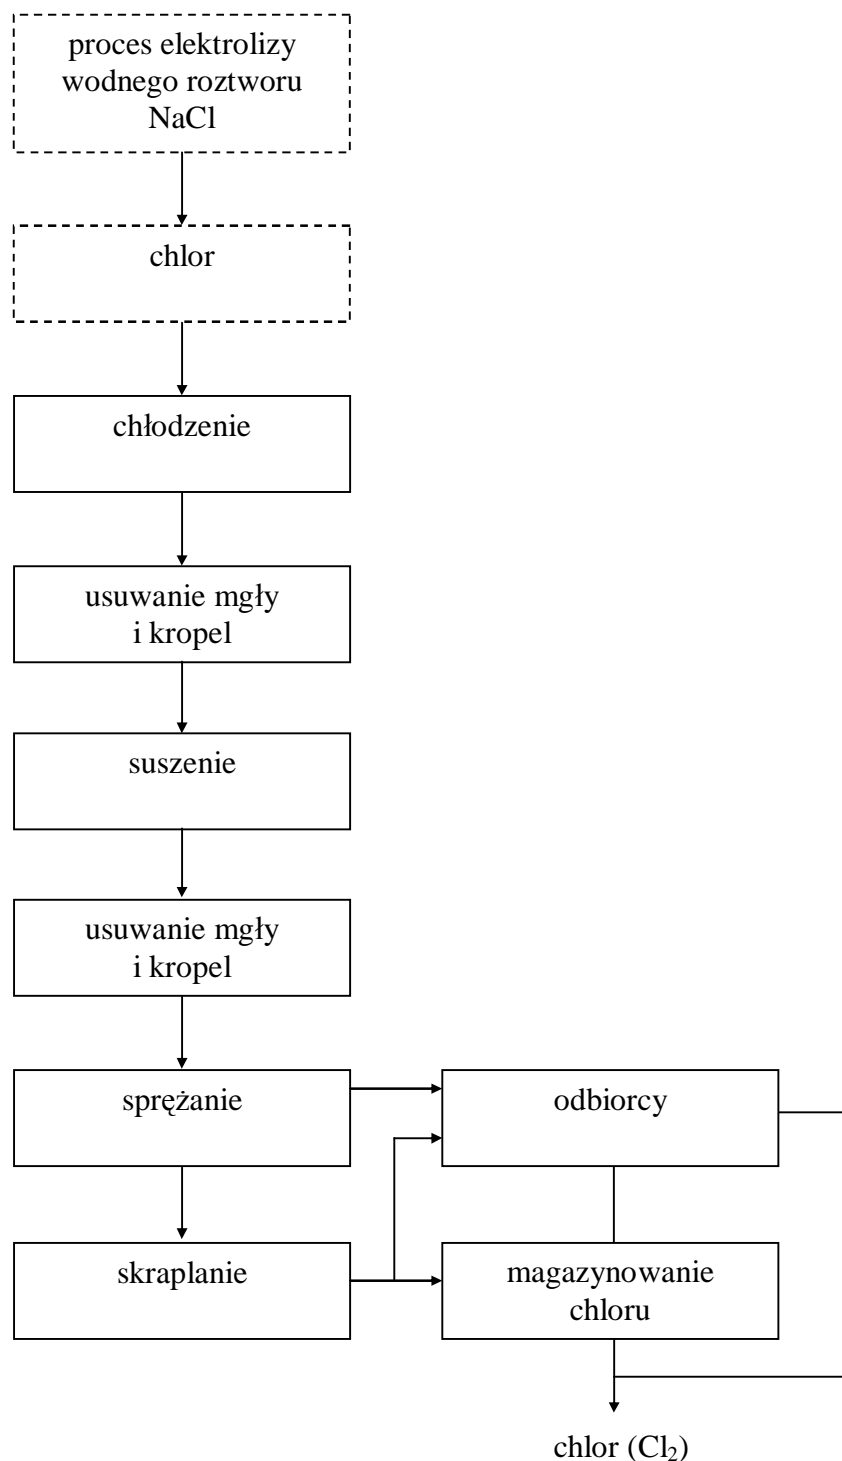 proces elektrolizy
wodnego roztworu
NaCl
chlor
chłodzenie
usuwanie mgły
i kropel
suszenie
usuwanie mgły
i kropel
sprężanie
odbiorcy
skraplanie
magazynowanie
chloru
chlor (Cl₂)